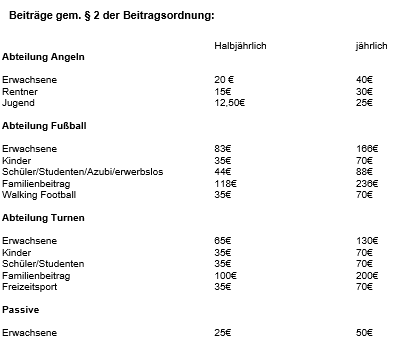 Beiträge gem. § 2 der Beitragsordnung:
Halbjährlich jährlich
Abteilung Angeln
Erwachsene 20 € 40€
Rentner 15€ 30€
Jugend 12,50€ 25€
Abteilung Fußball
Erwachsene 83€ 166€
Kinder 35€ 70€
Schüler/Studenten/Azubi/erwerbslos 44€ 88€
Familienbeitrag 118€ 236€
Walking Football 35€ 70€
Abteilung Turnen
Erwachsene 65€ 130€
Kinder 35€ 70€
Schüler/Studenten 35€ 70€
Familienbeitrag 100€ 200€
Freizeitsport 35€ 70€
Passive
Erwachsene 25€ 50€